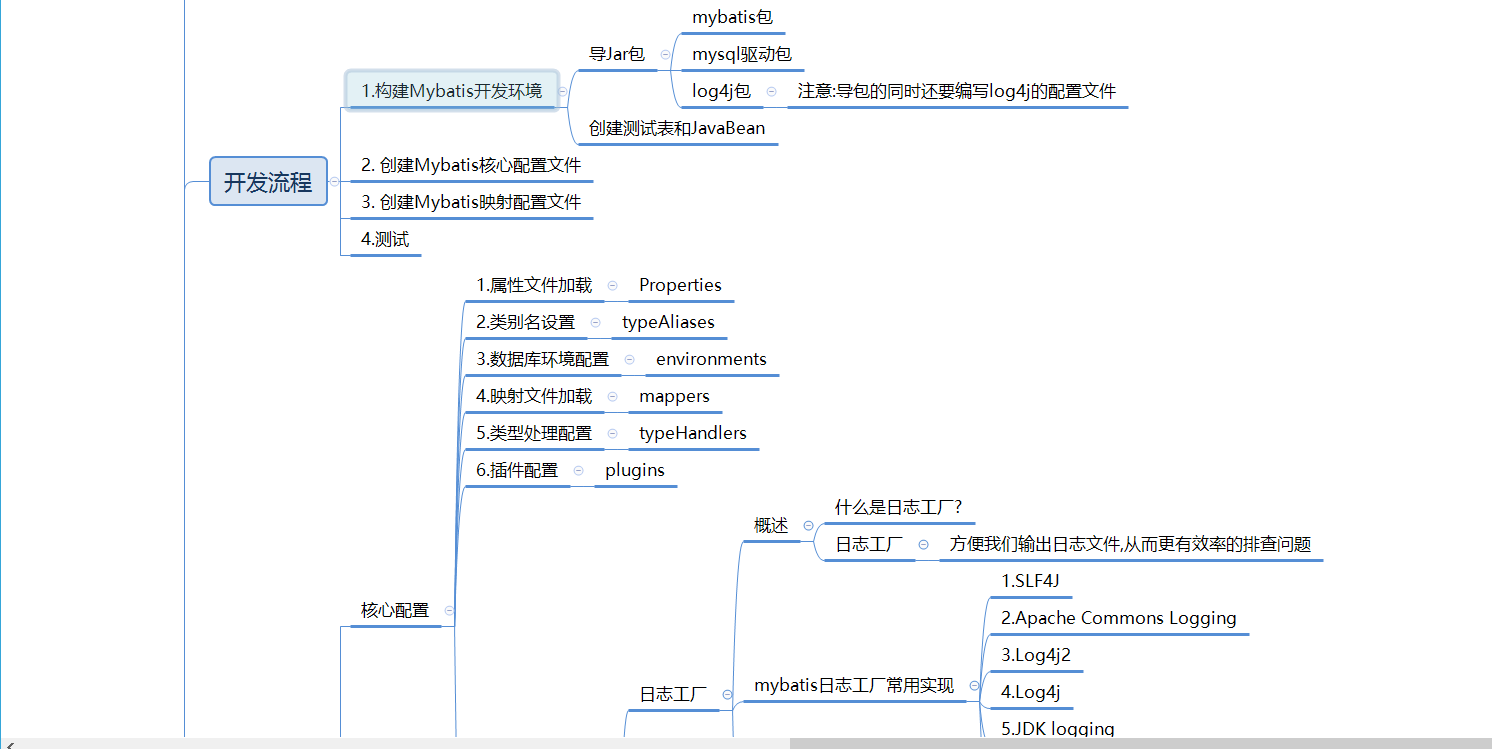 mybatis包
导Jar包
mysql驱动包
1.构建Mybatis开发环境
log4j包
注意:导包的同时还要编写log4j的配置文件
创建测试表和JavaBean
2. 创建Mybatis核心配置文件
开发流程
3. 创建Mybatis映射配置文件
4.测试
1.属性文件加载
Properties
2.类别名设置
typeAliases
3.数据库环境配置
environments
4.映射文件加载
mappers
5.类型处理配置
typeHandlers
6.插件配置
plugins
什么是日志工厂?
概述
日志工厂
方便我们输出日志文件,从而更有效率的排查问题
1.SLF4J
核心配置
2.Apache Commons Logging
3.Log4j2
mybatis日志工厂常用实现
日志工厂
4.Log4j
5.JDK logging